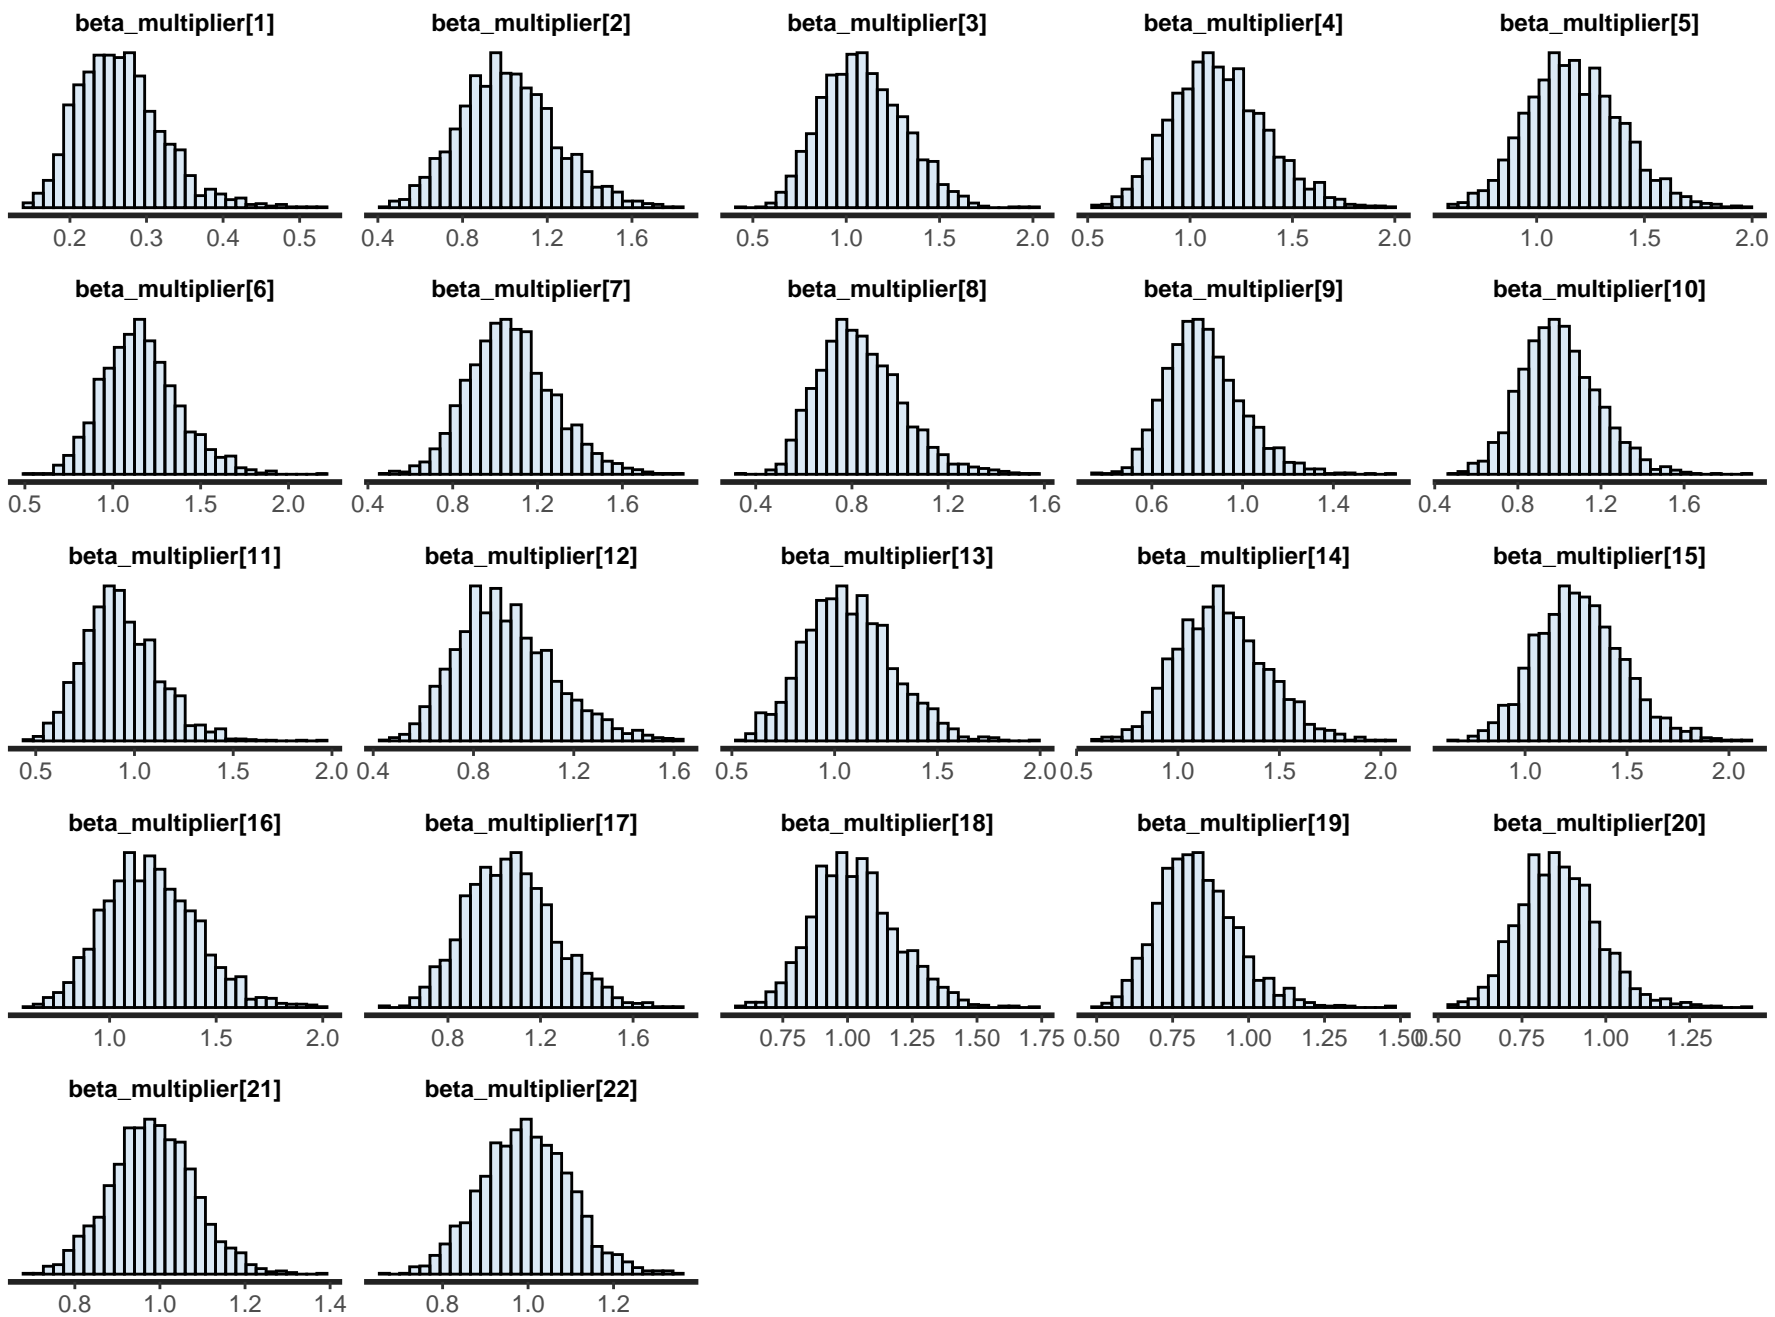 beta_multiplier[1] beta_multiplier[2] beta_multiplier[3] beta_multiplier[4] beta_multiplier[5]
0.2 0.3 0.4 0.5 0.4 0.8 1.2 1.6 0.5 1.0 1.5 2.0 0.5 1.0 1.5 2.0 1.0 1.5 2.0
beta_multiplier[6] beta_multiplier[7] beta_multiplier[8] beta_multiplier[9] beta_multiplier[10]
0.5 1.0 1.5 2.0 0.4 0.8 1.2 1.6 0.4 0.8 1.2 1.6 0.6 1.0 1.4 0.4 0.8 1.2 1.6
beta_multiplier[11] beta_multiplier[12] beta_multiplier[13] beta_multiplier[14] beta_multiplier[15]
0.5 1.0 1.5 2.0 0.4 0.8 1.2 1.6 0.5 1.0 1.5 2.0 0.5 1.0 1.5 2.0 1.0 1.5 2.0
beta_multiplier[16] beta_multiplier[17] beta_multiplier[18] beta_multiplier[19] beta_multiplier[20]
1.0 1.5 2.0 0.8 1.2 1.6 0.75 1.00 1.25 1.50 1.75 0.50 0.75 1.00 1.25 1.50 0.50 0.75 1.00 1.25
beta_multiplier[21] beta_multiplier[22]
0.8 1.0 1.2 1.4 0.8 1.0 1.2